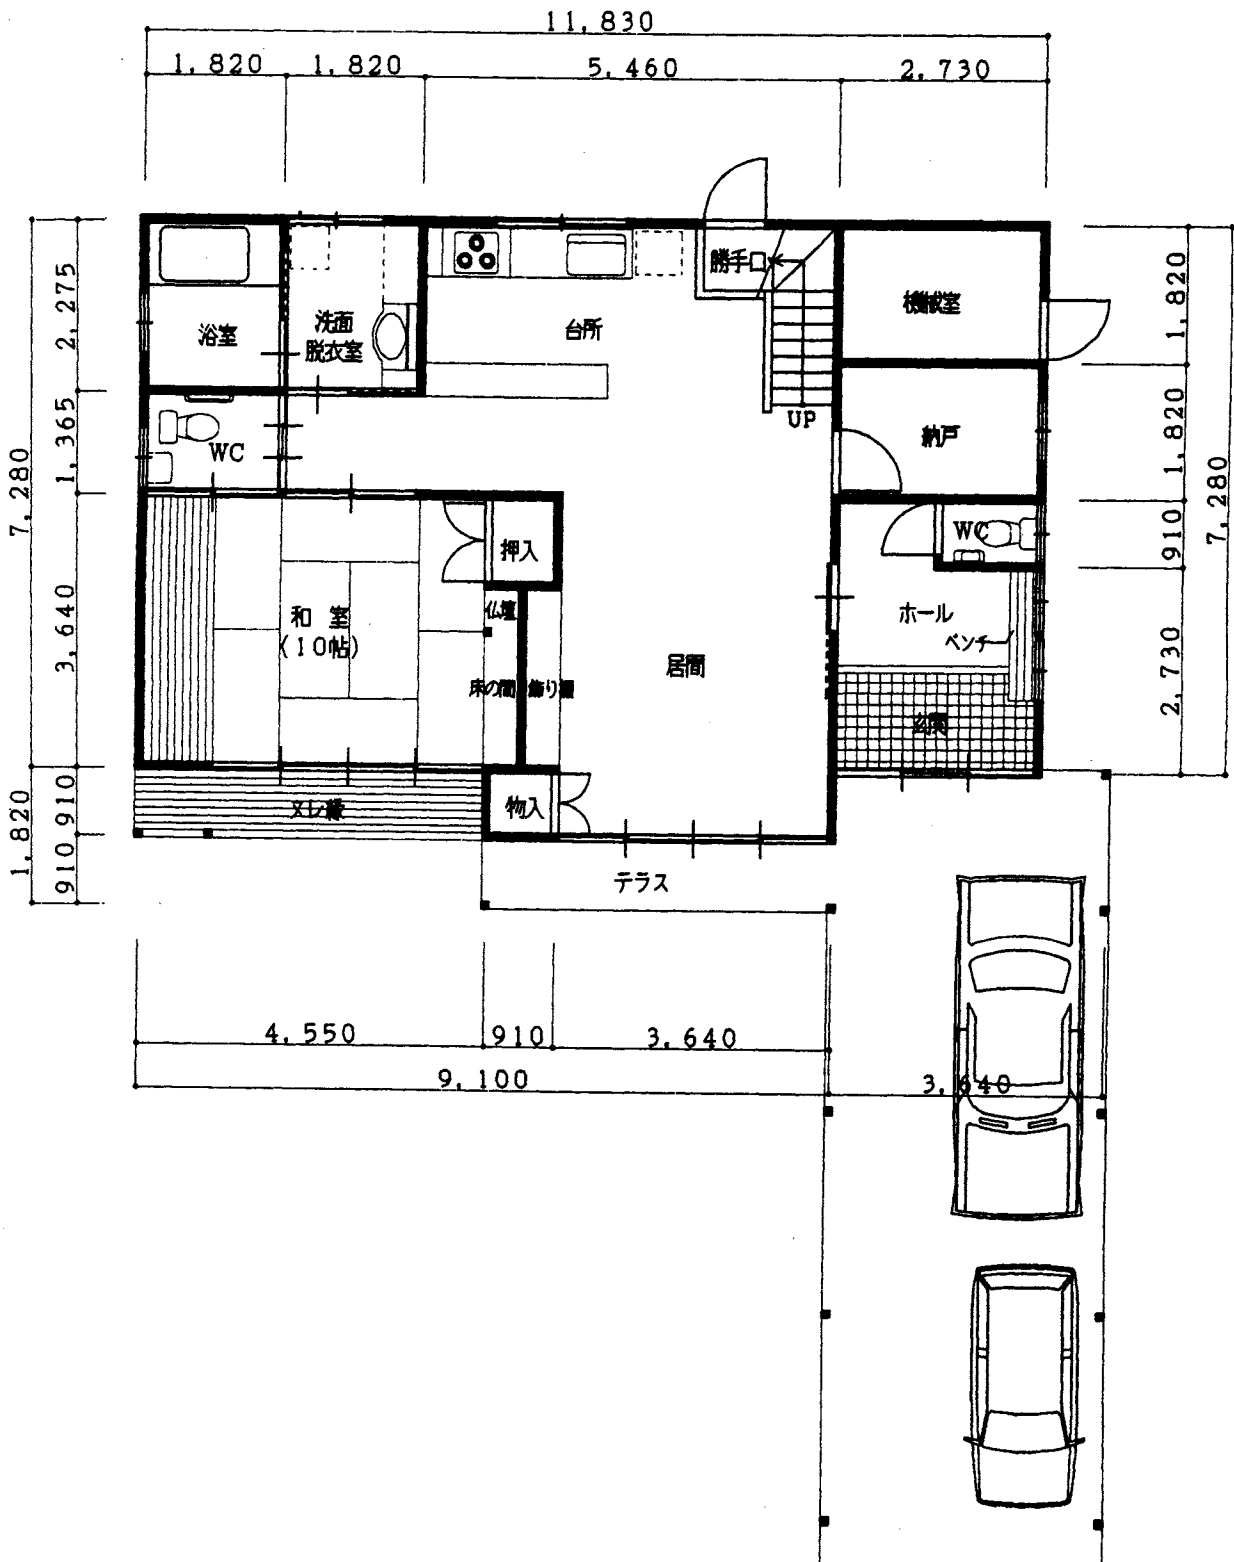 11,830
1,820
1,820
5,460
2,730
勝手口
機械室
浴室
洗面
脱衣室
台所
UP
納戸
WC
WC
押入
仏壇
和室
(10帖)
ホール
ベンチ
居間
床の間
飾り棚
玄関
ヌレ縁
物入
テラス
2,275
1,365
3,640
7,280
910
910
1,820
1,820
1,820
910
2,730
7,280
4,550
910
3,640
9,100
3,640